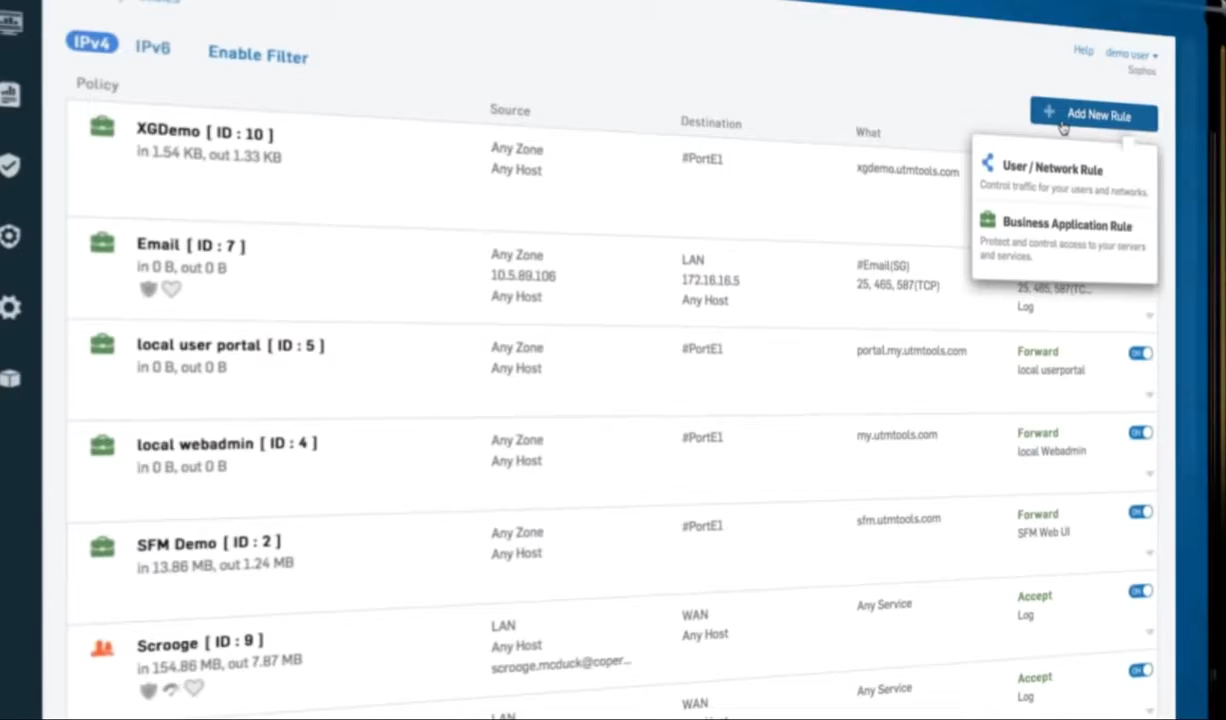 IPv4 IPv6 Enable Filter
Help demo user
Sophos
Policy Source Destination What
Add New Rule
User / Network Rule
Control traffic for your users and networks.
Business Application Rule
Protect and control access to your servers
and services.
XGDemo [ ID : 10 ]
in 1.54 KB, out 1.33 KB
Any Zone
Any Host
#PortE1
xgdemo.utmtools.com
Email [ ID : 7 ]
in 0 B, out 0 B
Any Zone
10.5.89.106
Any Host
LAN
172.16.16.5
Any Host
#Email(SG)
25, 465, 587(TCP)
25, 465, 587(TC...
Log
local user portal [ ID : 5 ]
in 0 B, out 0 B
Any Zone
Any Host
#PortE1
portal.my.utmtools.com
Forward
local userportal
ON
local webadmin [ ID : 4 ]
in 0 B, out 0 B
Any Zone
Any Host
#PortE1
my.utmtools.com
Forward
local Webadmin
ON
SFM Demo [ ID : 2 ]
in 13.86 MB, out 1.24 MB
Any Zone
Any Host
#PortE1
sfm.utmtools.com
Forward
SFM Web UI
ON
Scrooge [ ID : 9 ]
in 154.86 MB, out 7.87 MB
LAN
Any Host
scrooge.mcduck@coper...
WAN
Any Host
Any Service
Accept
Log
ON
LAN
WAN
Any Service
Accept
Log
ON